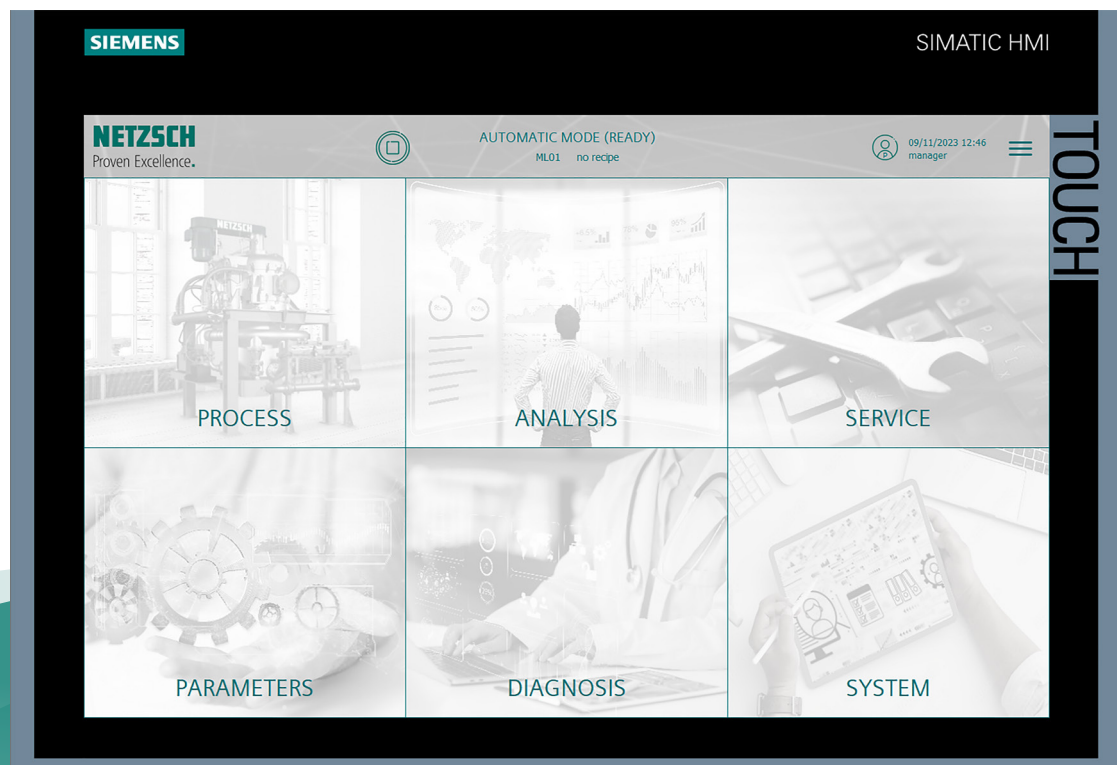 SIEMENS
SIMATIC HMI
TOUCH
NETZSCH
Proven Excellence.
AUTOMATIC MODE (READY)
ML01 no recipe
09/11/2023 12:46
manager
NETZSCH
PROCESS
ANALYSIS
SERVICE
PARAMETERS
DIAGNOSIS
SYSTEM